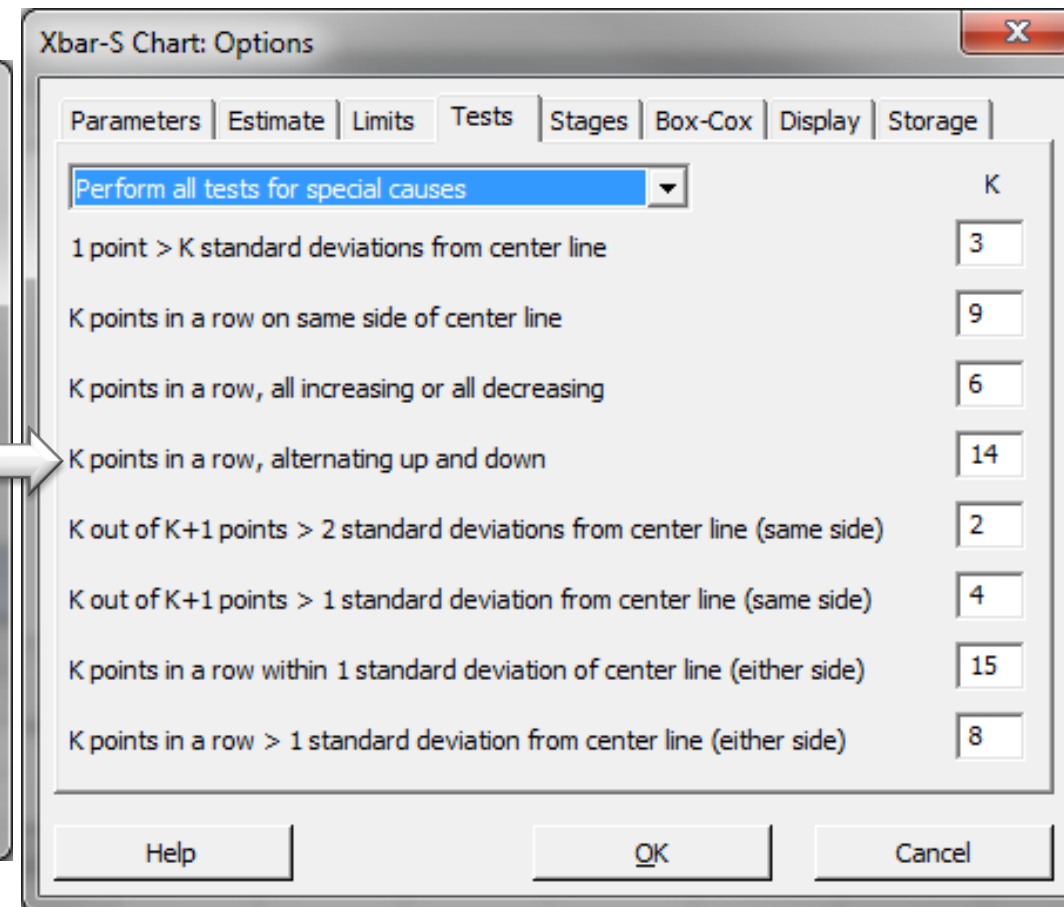 Xbar-S Chart: Options
Parameters Estimate Limits Tests Stages Box-Cox Display Storage
Perform all tests for special causes K
1 point > K standard deviations from center line 3
K points in a row on same side of center line 9
K points in a row, all increasing or all decreasing 6
K points in a row, alternating up and down 14
K out of K+1 points > 2 standard deviations from center line (same side) 2
K out of K+1 points > 1 standard deviation from center line (same side) 4
K points in a row within 1 standard deviation of center line (either side) 15
K points in a row > 1 standard deviation from center line (either side) 8
Help OK Cancel